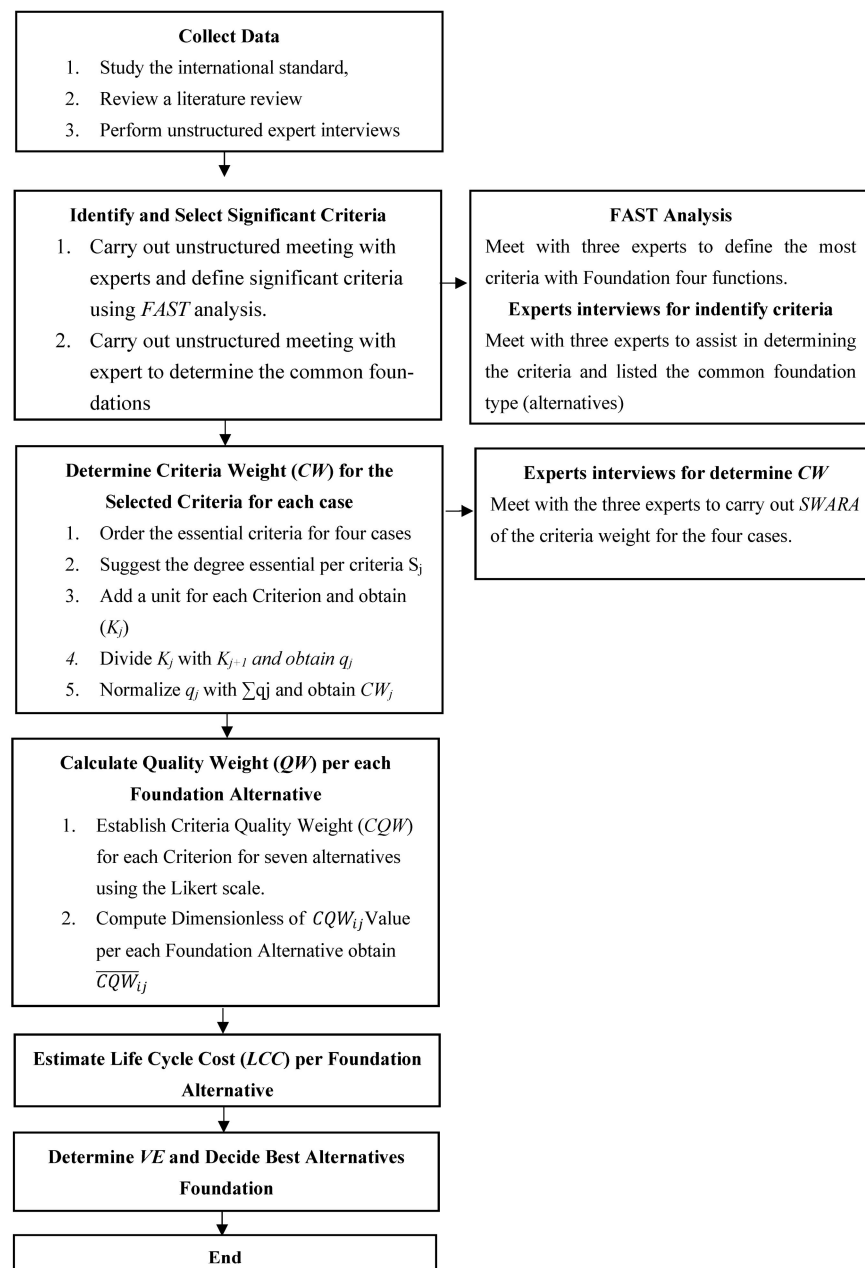 Collect Data
1. Study the international standard,
2. Review a literature review
3. Perform unstructured expert interviews
Identify and Select Significant Criteria
1. Carry out unstructured meeting with
experts and define significant criteria
using FAST analysis.
2. Carry out unstructured meeting with
expert to determine the common foun-
dations
FAST Analysis
Meet with three experts to define the most
criteria with Foundation four functions.
Experts interviews for indentify criteria
Meet with three experts to assist in determining
the criteria and listed the common foundation
type (alternatives)
Determine Criteria Weight (CW) for the
Selected Criteria for each case
1. Order the essential criteria for four cases
2. Suggest the degree essential per criteria Sj
3. Add a unit for each Criterion and obtain
(Kj)
4. Divide Kj with Kj+1 and obtain qj
5. Normalize qj with ∑qj and obtain CWj
Experts interviews for determine CW
Meet with the three experts to carry out SWARA
of the criteria weight for the four cases.
Calculate Quality Weight (QW) per each
Foundation Alternative
1. Establish Criteria Quality Weight (CQW)
for each Criterion for seven alternatives
using the Likert scale.
2. Compute Dimensionless of CQWij Value
per each Foundation Alternative obtain
C̅Q̅W̅ij
Estimate Life Cycle Cost (LCC) per Foundation
Alternative
Determine VE and Decide Best Alternatives
Foundation
End